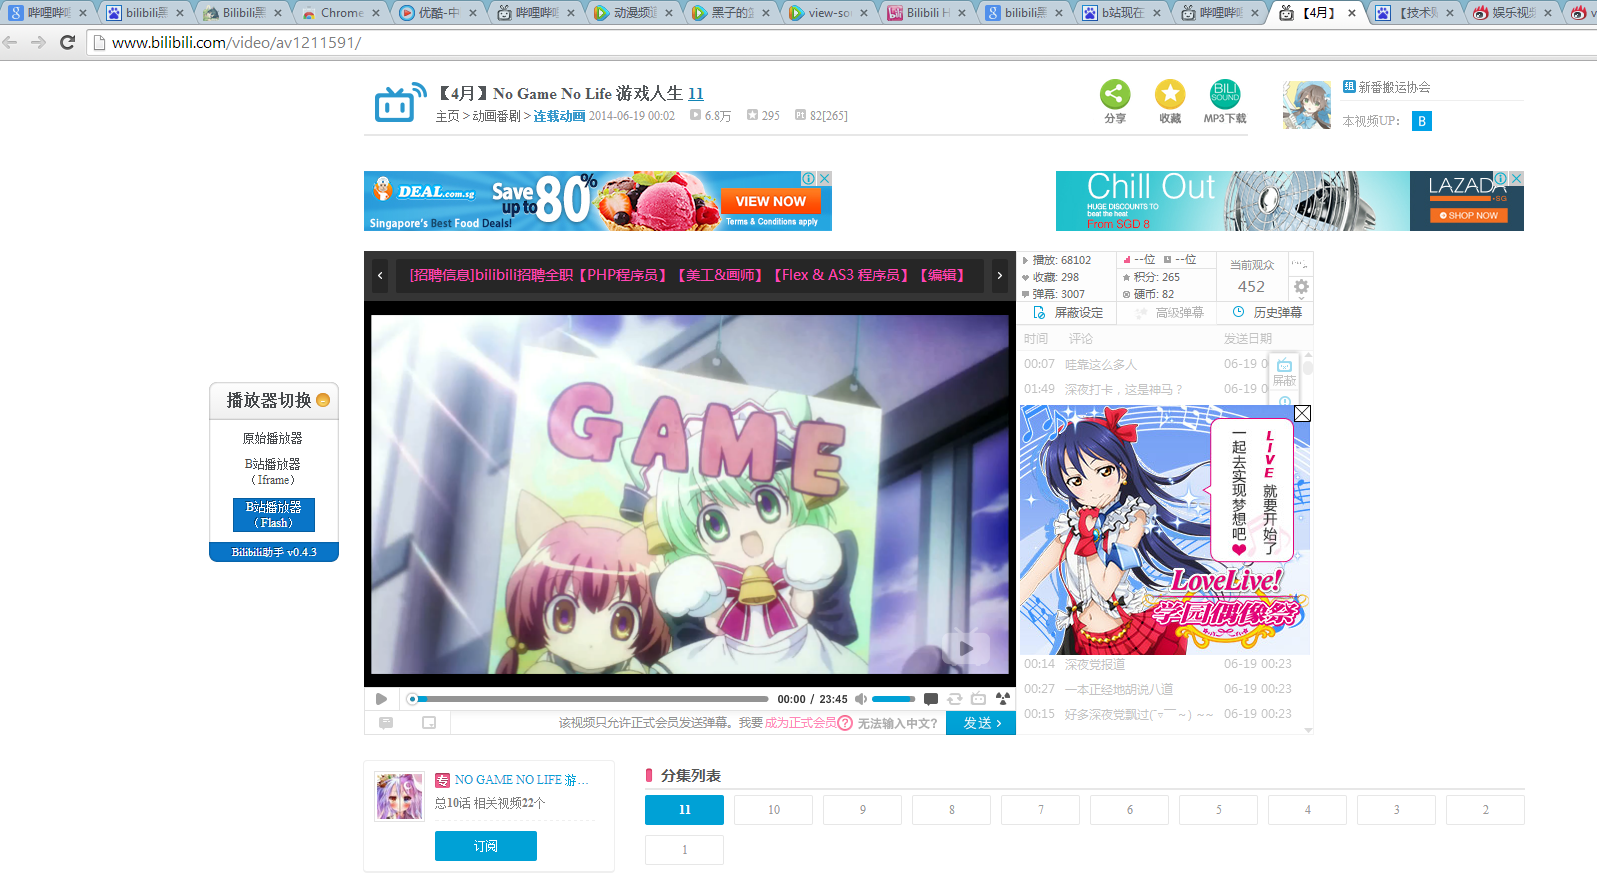 哔哩哔哩
bilibili黑
Bilibili黑
Chrome
优酷-中
哔哩哔哩
动漫频道
黑子的篮
view-sou
Bilibili H
bilibili黑
b站现在
哔哩哔哩
【4月】
【技术贴
娱乐视频
www.bilibili.com/video/av1211591/
【4月】No Game No Life 游戏人生 11
主页 > 动画番剧 > 连载动画 2014-06-19 00:02 6.8万 295 82[265]
分享
收藏
BILI
SOUND
MP3下载
组 新番搬运协会
本视频UP: B
DEAL.com.sg
Save
up to 80%
Singapore's Best Food Deals!
VIEW NOW
Terms & Conditions apply
Chill Out
HUGE DISCOUNTS TO
beat the heat
From SGD 8
LAZADA
.SG
SHOP NOW
[招聘信息]bilibili招聘全职【PHP程序员】【美工&画师】【Flex & AS3 程序员】【编辑】
播放: 68102
收藏: 298
弹幕: 3007
--位 --位
积分: 265
硬币: 82
当前观众
452
屏蔽设定
高级弹幕
历史弹幕
时间 评论 发送日期
00:07 哇靠这么多人 06-19 0
01:49 深夜打卡，这是神马？ 06-19 0
屏蔽
GAME
播放器切换
原始播放器
B站播放器
（Iframe）
B站播放器
（Flash）
Bilibili助手 v0.4.3
LIVE 就要开始了
一起去实现梦想吧
LoveLive!
学园偶像祭
00:14 深夜党报道 06-19 00:23
00:27 一本正经地胡说八道 06-19 00:23
00:15 好多深夜党飘过(¯▽¯~) ~~ 06-19 00:23
00:00 / 23:45
该视频只允许正式会员发送弹幕。我要 成为正式会员 ? 无法输入中文?
发送 >
专 NO GAME NO LIFE 游...
总10话 相关视频22个
订阅
分集列表
11 10 9 8 7 6 5 4 3 2
1